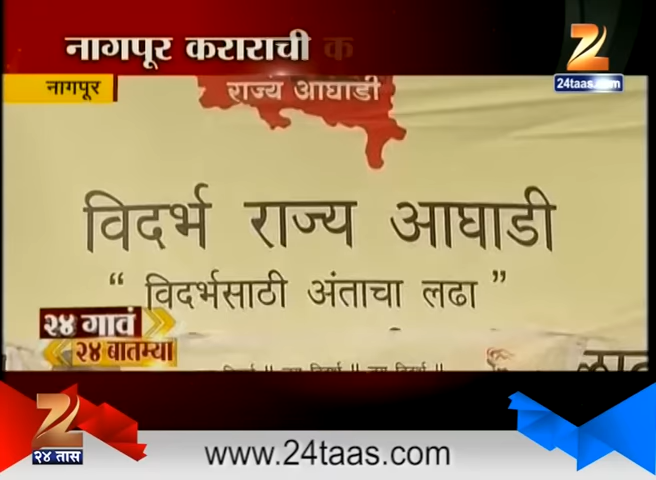 नागपूर कराराची क
24taas.com
नागपूर
राज्य आघाडी
विदर्भ राज्य आघाडी
“ विदर्भसाठी अंताचा लढा ”
२४ गावं
२४ बातम्या
२४ तास
www.24taas.com